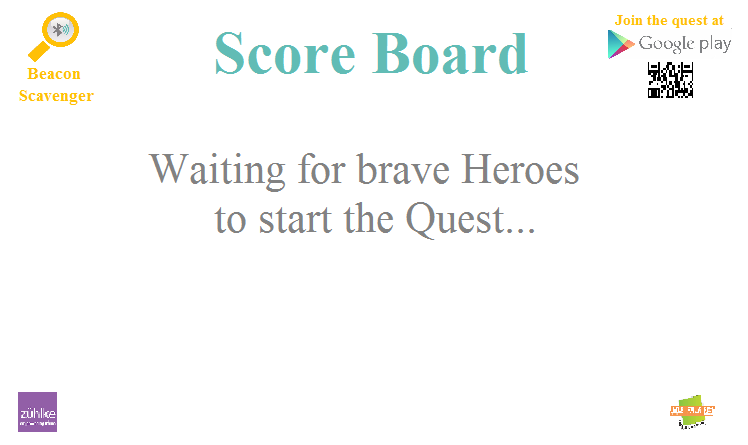 Beacon
Scavenger
Score Board
Join the quest at
Google play
Waiting for brave Heroes
to start the Quest...
zühlke